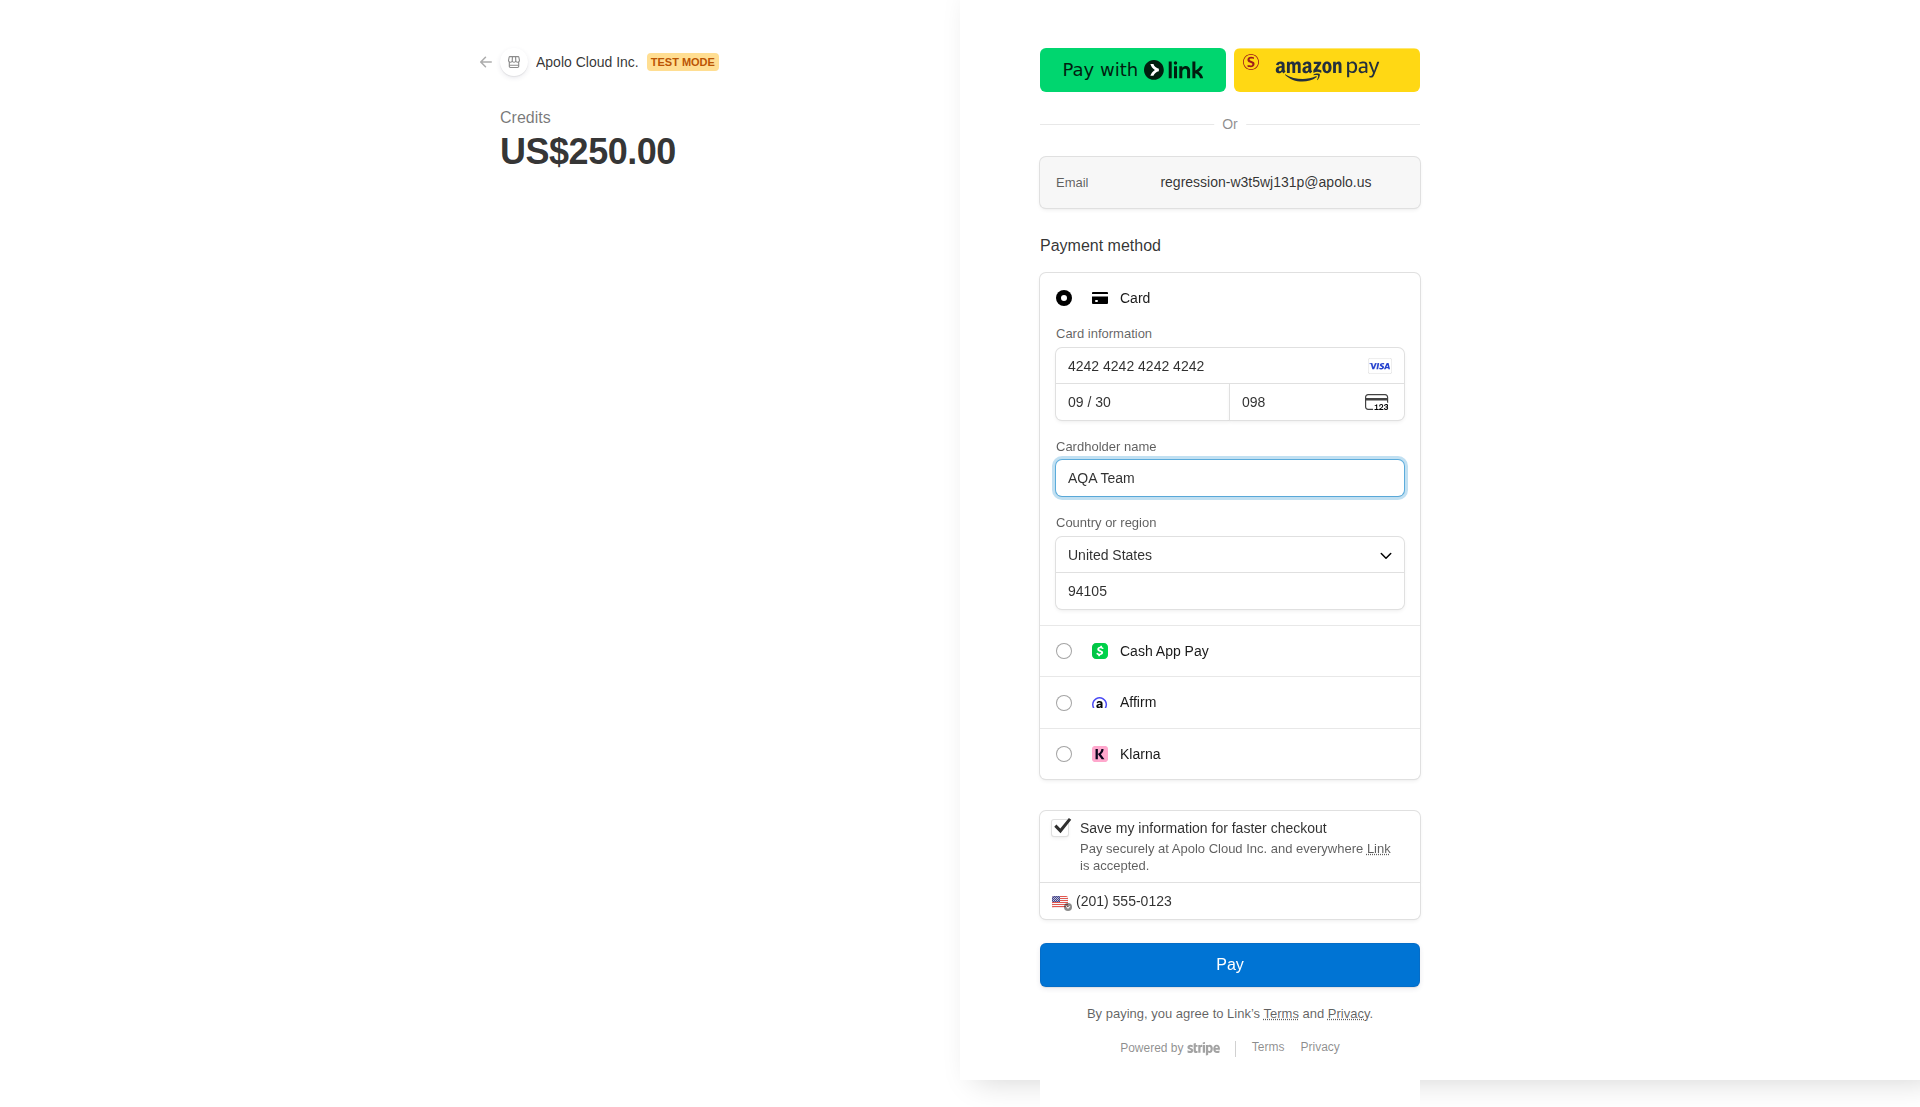 Apolo Cloud Inc. TEST MODE
Credits
US$250.00
Pay with link
S amazon pay
Or
Email regression-w3t5wj131p@apolo.us
Payment method
Card
Card information
4242 4242 4242 4242 VISA
09 / 30 098 123
Cardholder name
AQA Team
Country or region
United States
94105
$ Cash App Pay
a Affirm
K Klarna
Save my information for faster checkout
Pay securely at Apolo Cloud Inc. and everywhere Link
is accepted.
(201) 555-0123
Pay
By paying, you agree to Link’s Terms and Privacy.
Powered by stripe Terms Privacy